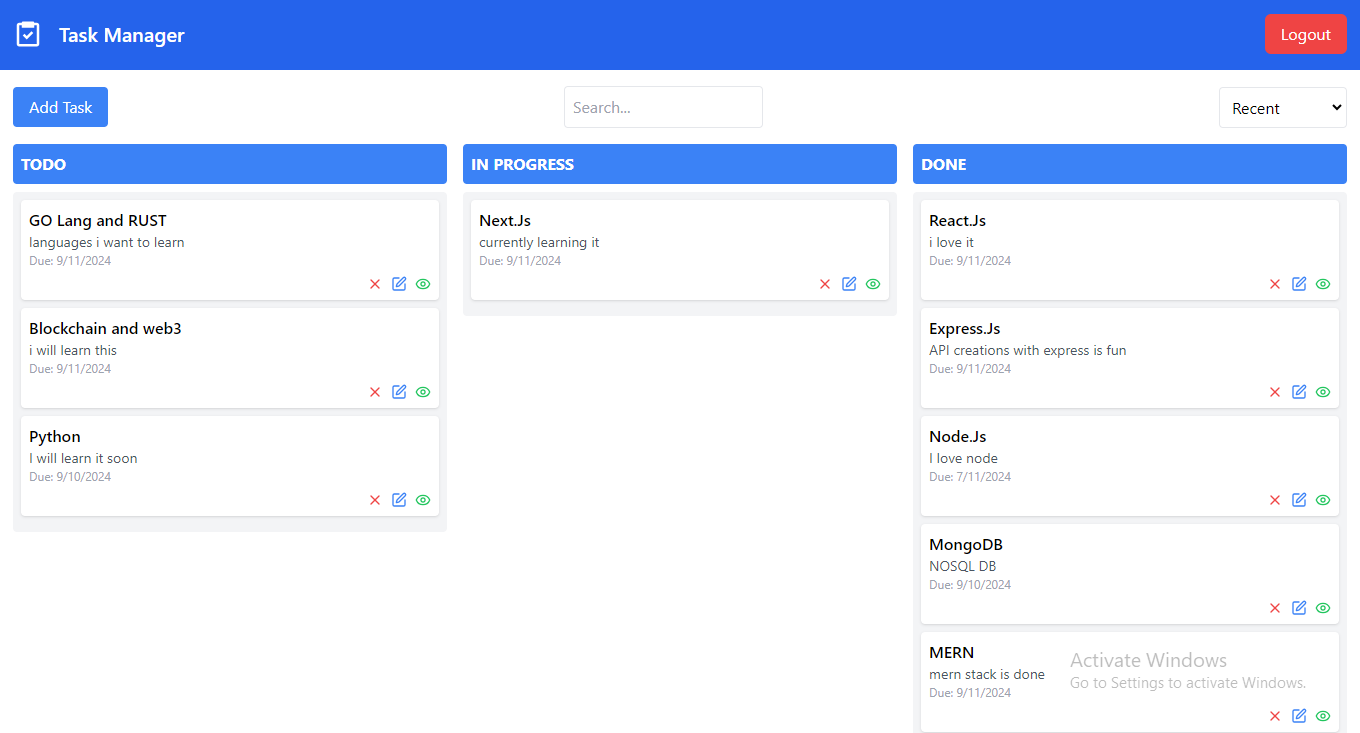 Task Manager
Logout
Add Task
Search...
Recent
TODO
GO Lang and RUST
languages i want to learn
Due: 9/11/2024
Blockchain and web3
i will learn this
Due: 9/11/2024
Python
I will learn it soon
Due: 9/10/2024
IN PROGRESS
Next.Js
currently learning it
Due: 9/11/2024
DONE
React.Js
i love it
Due: 9/11/2024
Express.Js
API creations with express is fun
Due: 9/11/2024
Node.Js
I love node
Due: 7/11/2024
MongoDB
NOSQL DB
Due: 9/10/2024
MERN
mern stack is done
Due: 9/11/2024
Activate Windows
Go to Settings to activate Windows.